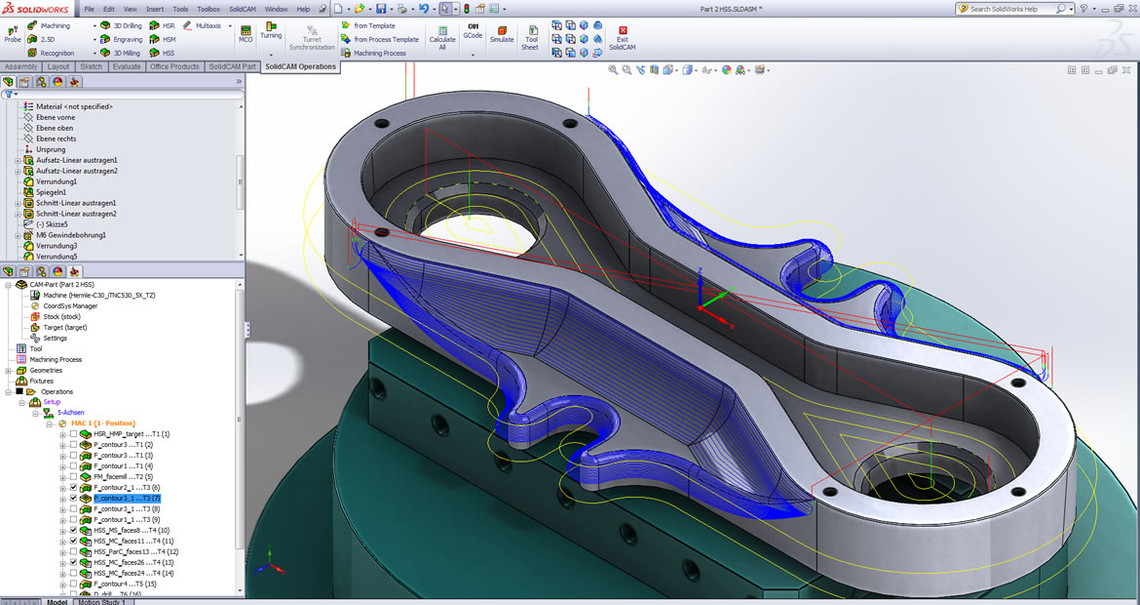 SOLIDWORKS File Edit View Insert Tools Toolbox SolidCAM Window Help Part 2 HSS.SLDASM * Search SolidWorks Help
iMachining 3D Drilling HSR Multiaxis from Template
Probe 2.5D Engraving HSM MCO Turning Turret Synchronization from Process Template Calculate All GCode Simulate Tool Sheet Exit SolidCAM
Recognition 3D Milling HSS Machining Process
Assembly Layout Sketch Evaluate Office Products SolidCAM Part SolidCAM Operations
Material <not specified>
Ebene vorne
Ebene oben
Ebene rechts
Ursprung
Aufsatz-Linear austragen1
Aufsatz-Linear austragen2
Verrundung1
Spiegeln1
Schnitt-Linear austragen1
Schnitt-Linear austragen2
(-) Skizze5
M6 Gewindebohrung1
Verrundung3
Verrundung5
CAM-Part (Part 2 HSS)
Machine (Hermle-C30_iTNC530_5X_TZ)
CoordSys Manager
Stock (stock)
Target (target)
Settings
Tool
Machining Process
Geometries
Fixtures
Operations
Setup
5-Achsen
MAC 1 (1- Position)
HSR_HMP_target ...T1 (1)
P_contour3 ...T1 (2)
F_contour3 ...T1 (3)
F_contour1 ...T1 (4)
FM_facemill ...T2 (5)
F_contour2_1 ...T3 (6)
P_contour3_1 ...T3 (7)
F_contour3_1 ...T3 (8)
F_contour1_1 ...T3 (9)
HSS_MS_faces8 ...T4 (10)
HSS_MC_faces11 ...T4 (11)
HSS_ParC_faces13 ...T4 (12)
HSS_MC_faces26 ...T4 (13)
HSS_MC_faces24 ...T4 (14)
F_contour4 ...T5 (15)
D_drill ...T6 (16)
Model Motion Study 1